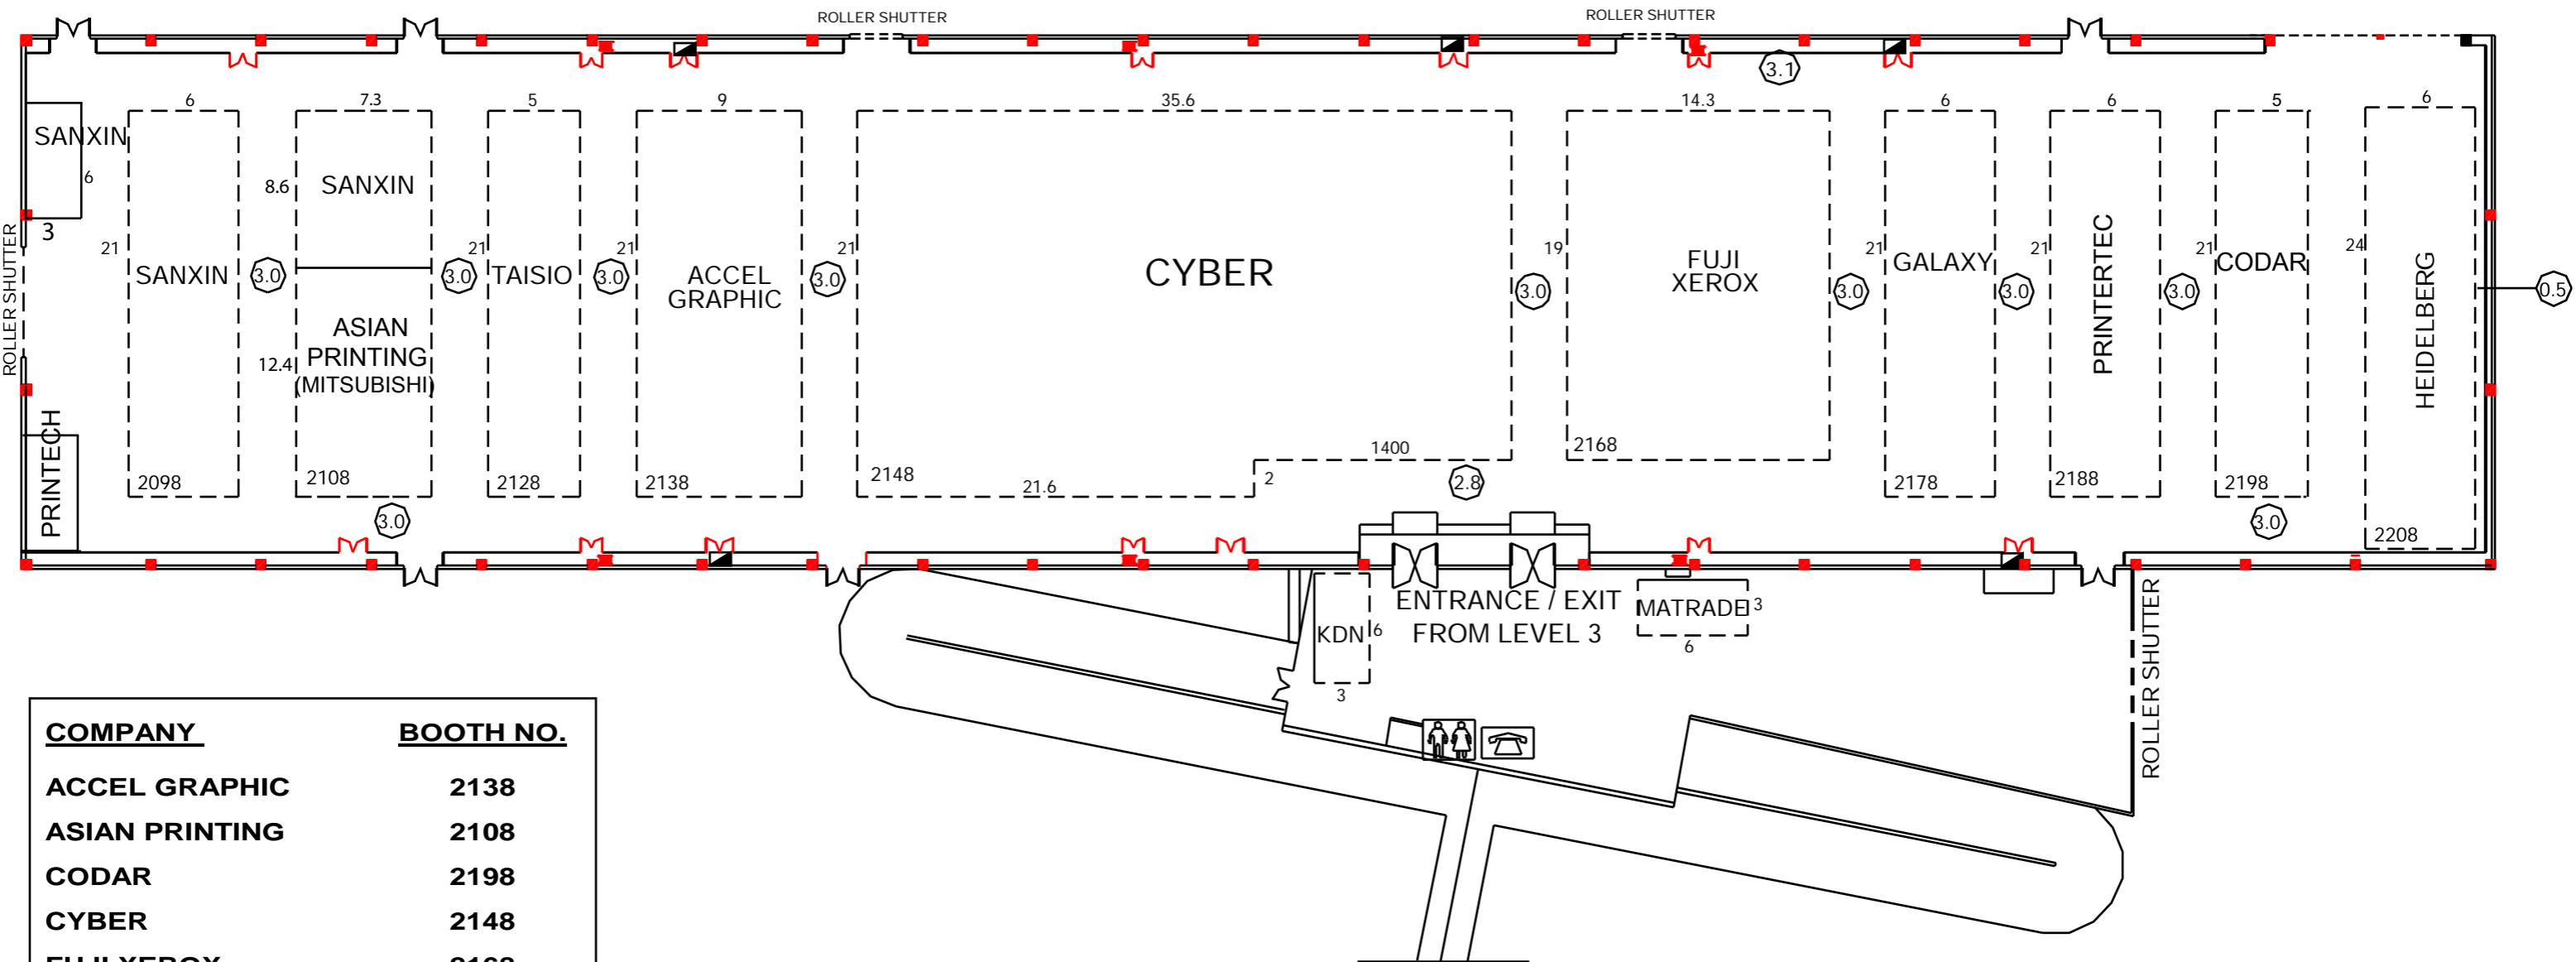 ROLLER SHUTTER
ROLLER SHUTTER
3.1
6
7.3
5
9
35.6
14.3
6
6
5
6
SANXIN
6
3
ROLLER SHUTTER
21
SANXIN
2098
3.0
8.6
SANXIN
12.4
ASIAN
PRINTING
(MITSUBISHI)
2108
3.0
21
TAISIO
2128
3.0
21
ACCEL
GRAPHIC
2138
3.0
21
CYBER
2148
21.6
2
1400
2.8
3.0
19
FUJI
XEROX
2168
3.0
21
GALAXY
2178
3.0
21
PRINTERTEC
2188
3.0
21
CODAR
2198
24
HEIDELBERG
2208
0.5
PRINTECH
3.0
3.0
KDN
6
3
ENTRANCE / EXIT
FROM LEVEL 3
MATRADE
3
6
ROLLER SHUTTER
COMPANY BOOTH NO.
ACCEL GRAPHIC 2138
ASIAN PRINTING 2108
CODAR 2198
CYBER 2148
FUJI XEROX 2168